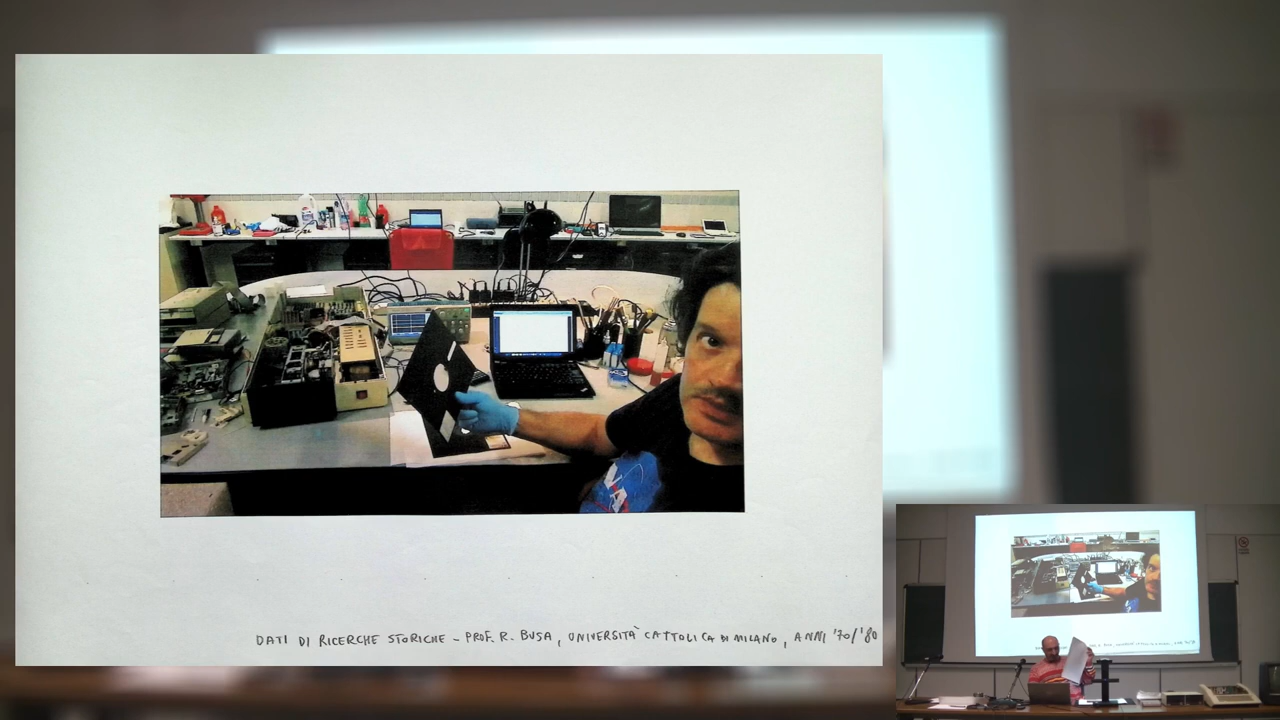 DATI DI RICERCHE STORICHE - PROF. R. BUSA, UNIVERSITÀ CATTOLICA DI MILANO, ANNI '70/'80